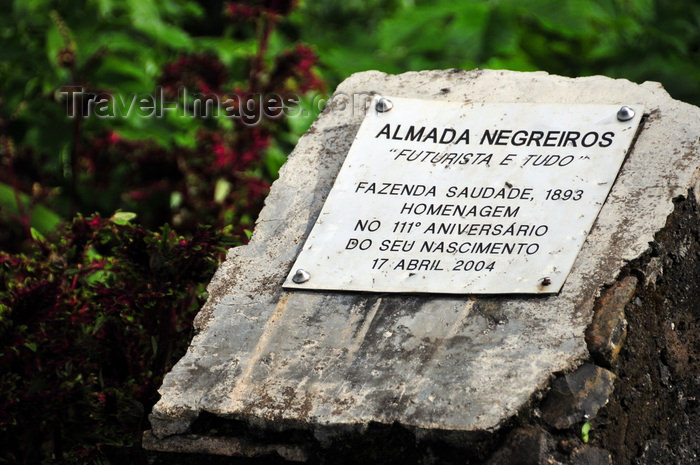 Travel-Images.com
ALMADA NEGREIROS
"FUTURISTA E TUDO"
FAZENDA SAUDADE, 1893
HOMENAGEM
NO 111º ANIVERSÁRIO
DO SEU NASCIMENTO
17 ABRIL 2004